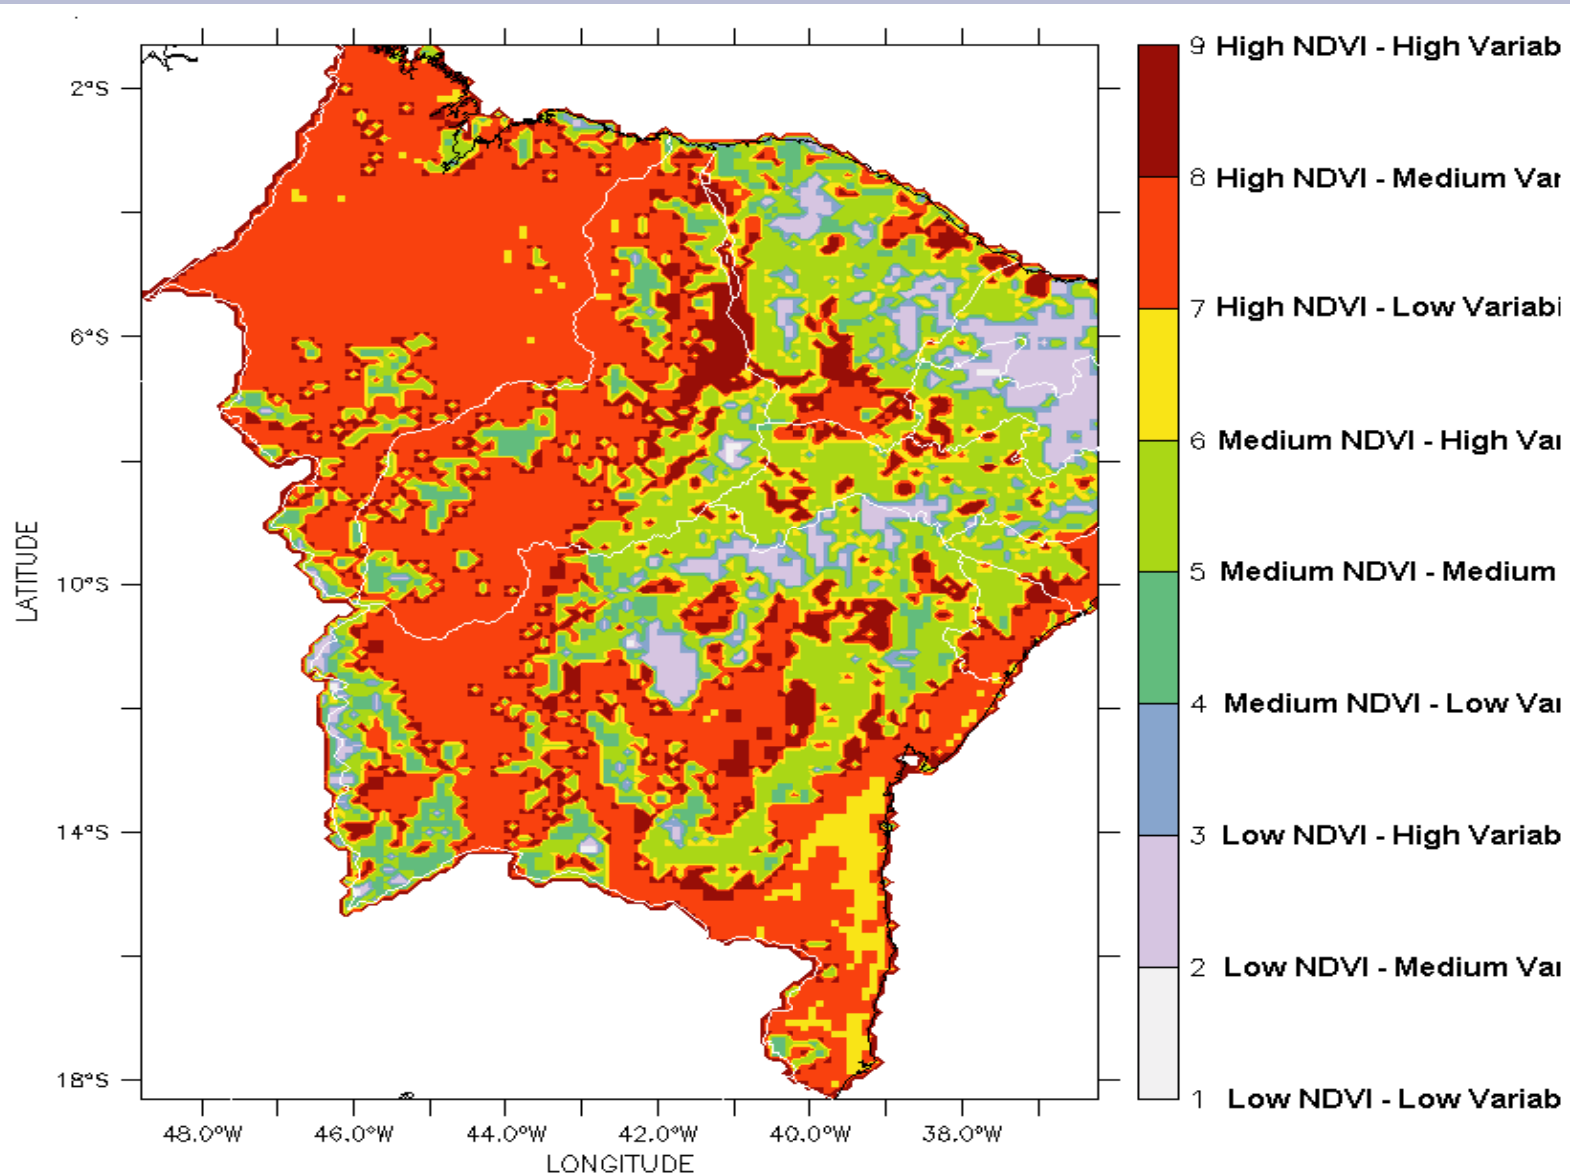 9 High NDVI - High Variab
2°S
8 High NDVI - Medium Var
7 High NDVI - Low Variabi
6°S
6 Medium NDVI - High Var
5 Medium NDVI - Medium
10°S
LATITUDE
4 Medium NDVI - Low Var
14°S
3 Low NDVI - High Variab
2 Low NDVI - Medium Var
18°S
1 Low NDVI - Low Variab
48.0°W 46.0°W 44.0°W 42.0°W 40.0°W 38.0°W
LONGITUDE